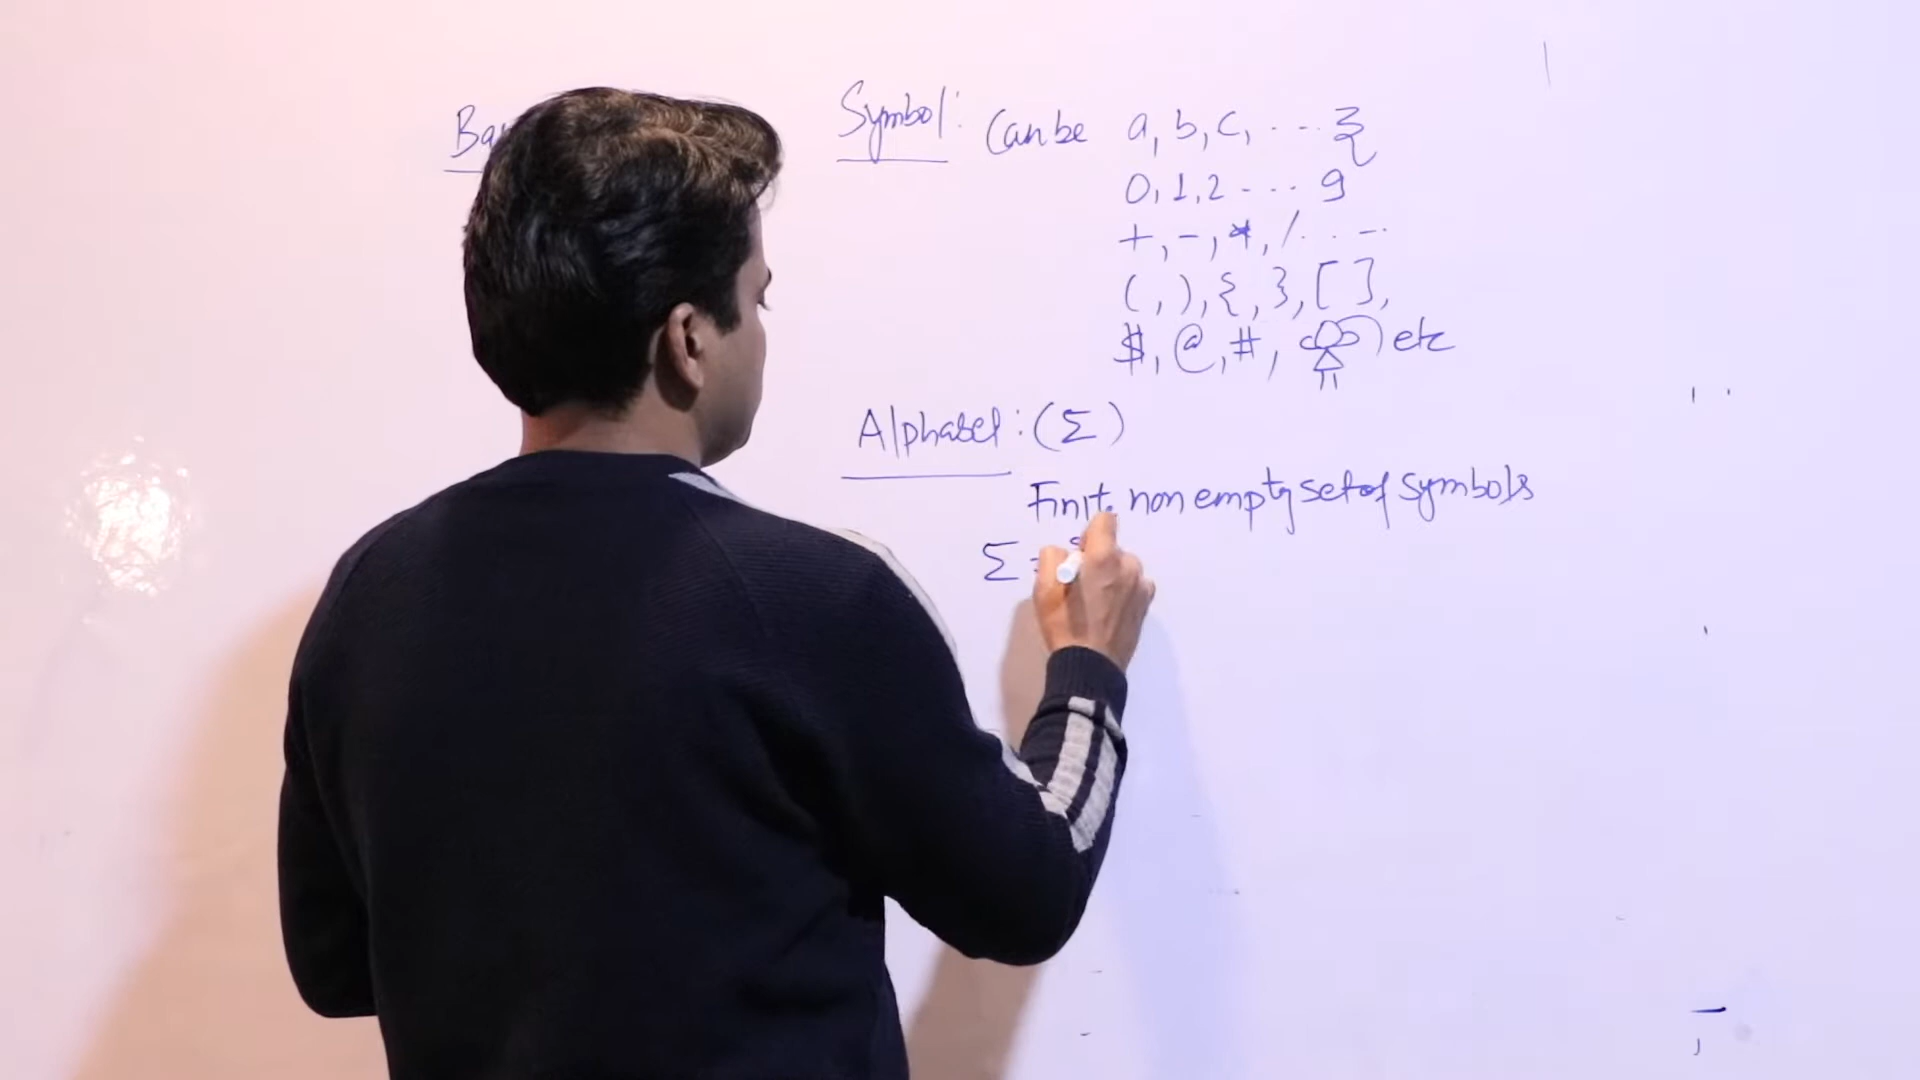 Symbol: Can be a, b, c, ... z
0, 1, 2 --... 9
+, -, *, / . . -.
(, ), {, }, [ ],
$, @, #, etc
Alphabet: (Σ)
Finite non empty set of symbols
Σ =